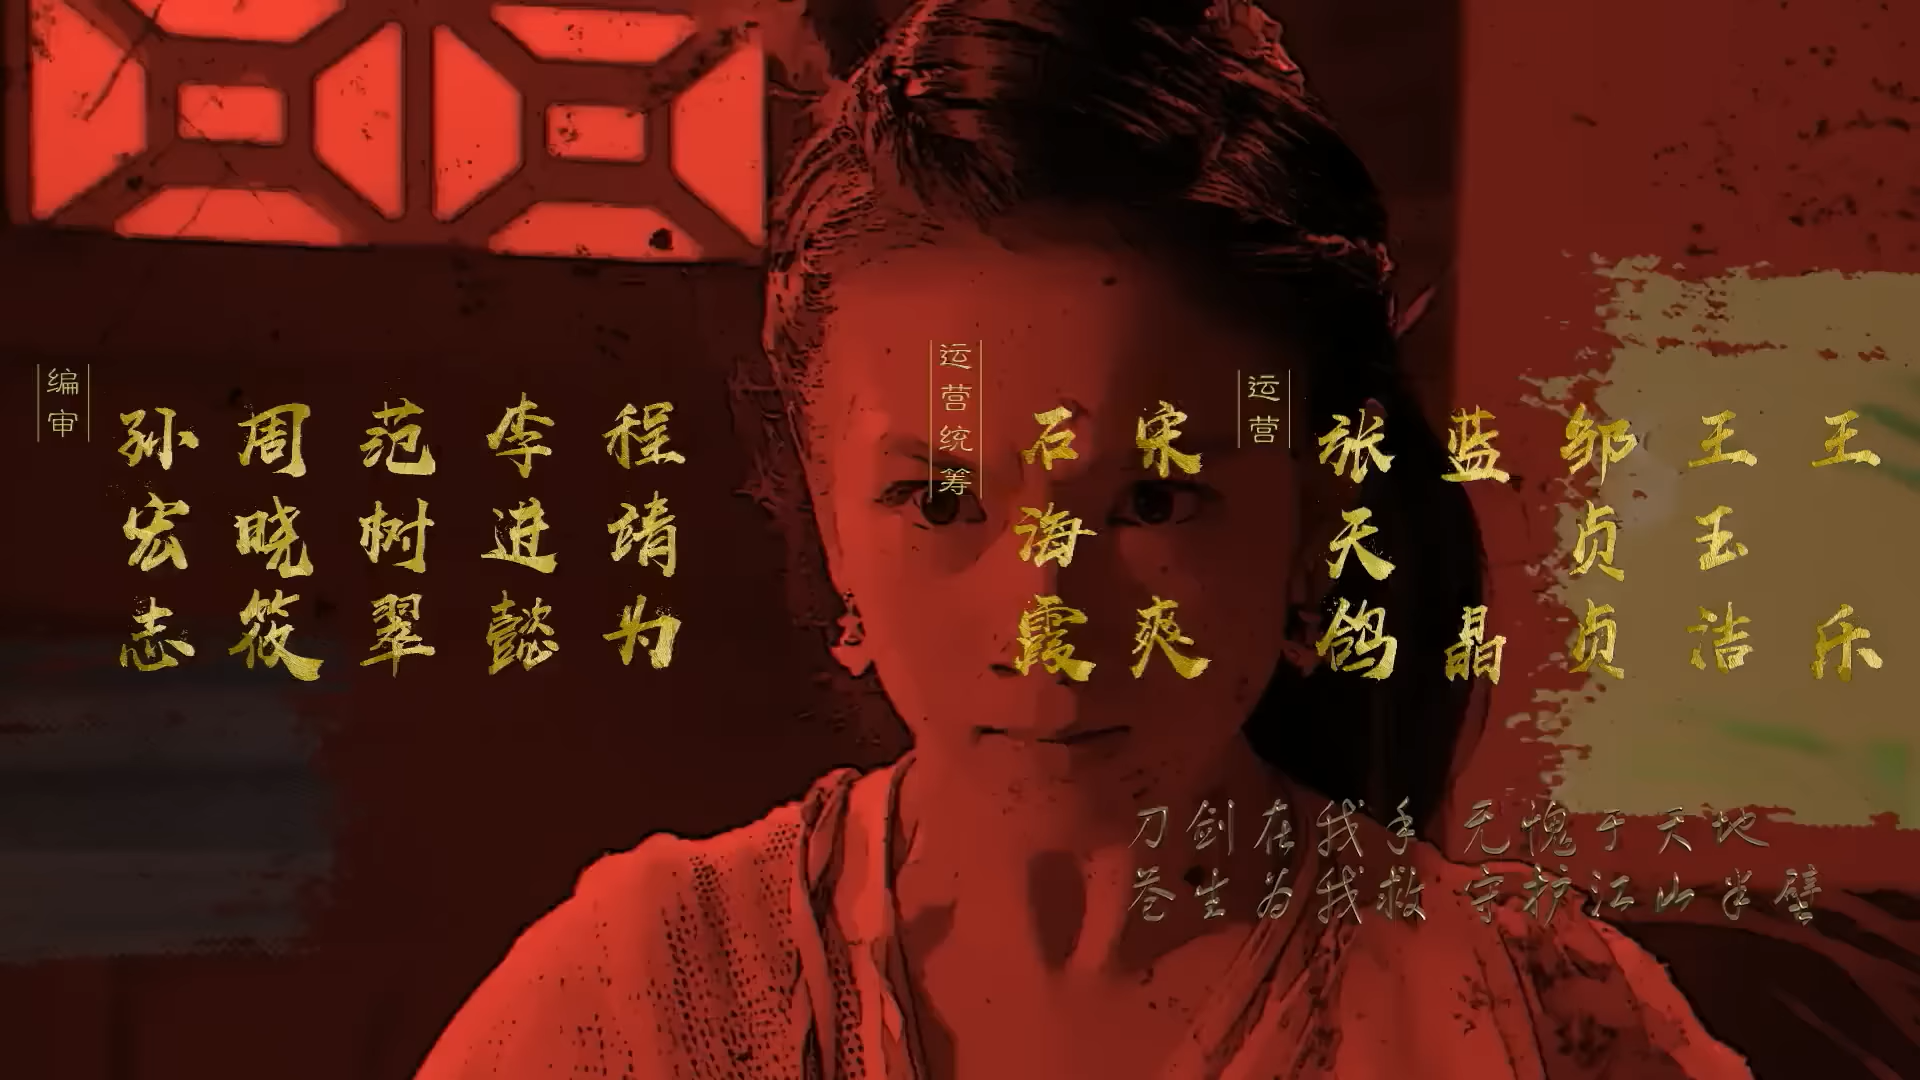 编审
孙宏志
周晓筱
范树翠
李进懿
程靖为
运营统筹
石海霞
宋爽
运营
张天鸽
蓝晶
邹贞贞
王玉洁
王乐
刀剑在我手 无愧于天地
苍生为我救 守护江山半壁